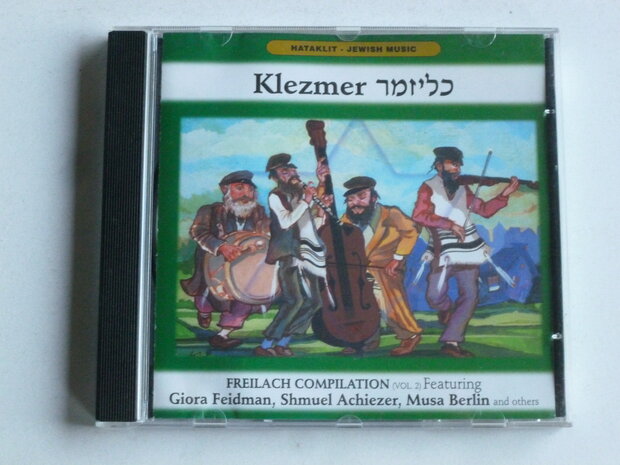 HATAKLIT - JEWISH MUSIC
Klezmer כליזמר
FREILACH COMPILATION (VOL. 2) Featuring
Giora Feidman, Shmuel Achiezer, Musa Berlin and others